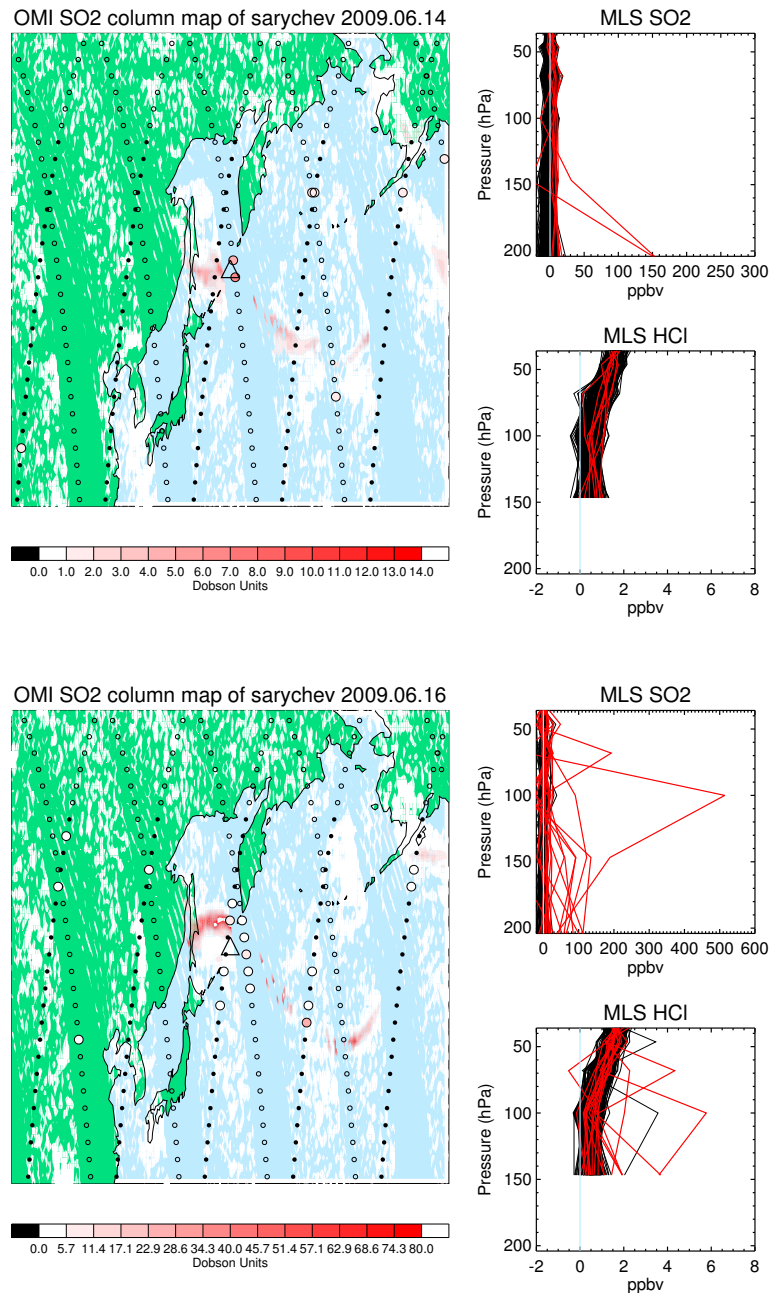 OMI SO2 column map of sarychev 2009.06.14
0.0 1.0 2.0 3.0 4.0 5.0 6.0 7.0 8.0 9.0 10.0 11.0 12.0 13.0 14.0
Dobson Units
MLS SO2
Pressure (hPa)
50
100
150
200
0 50 100 150 200 250 300
ppbv
MLS HCl
Pressure (hPa)
50
100
150
200
-2 0 2 4 6 8
ppbv
OMI SO2 column map of sarychev 2009.06.16
0.0 5.7 11.4 17.1 22.9 28.6 34.3 40.0 45.7 51.4 57.1 62.9 68.6 74.3 80.0
Dobson Units
MLS SO2
Pressure (hPa)
50
100
150
200
0 100 200 300 400 500 600
ppbv
MLS HCl
Pressure (hPa)
50
100
150
200
-2 0 2 4 6 8
ppbv